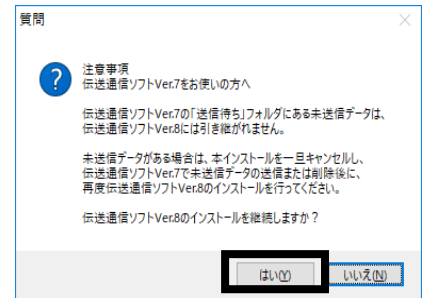 質問
注意事項
伝送通信ソフトVer.7をお使いの方へ
伝送通信ソフトVer.7の「送信待ち」フォルダにある未送信データは、
伝送通信ソフトVer.8には引き継がれません。
未送信データがある場合は、本インストールを一旦キャンセルし、
伝送通信ソフトVer.7で未送信データの送信または削除後に、
再度伝送通信ソフトVer.8のインストールを行ってください。
伝送通信ソフトVer.8のインストールを継続しますか？
はい(Y) いいえ(N)